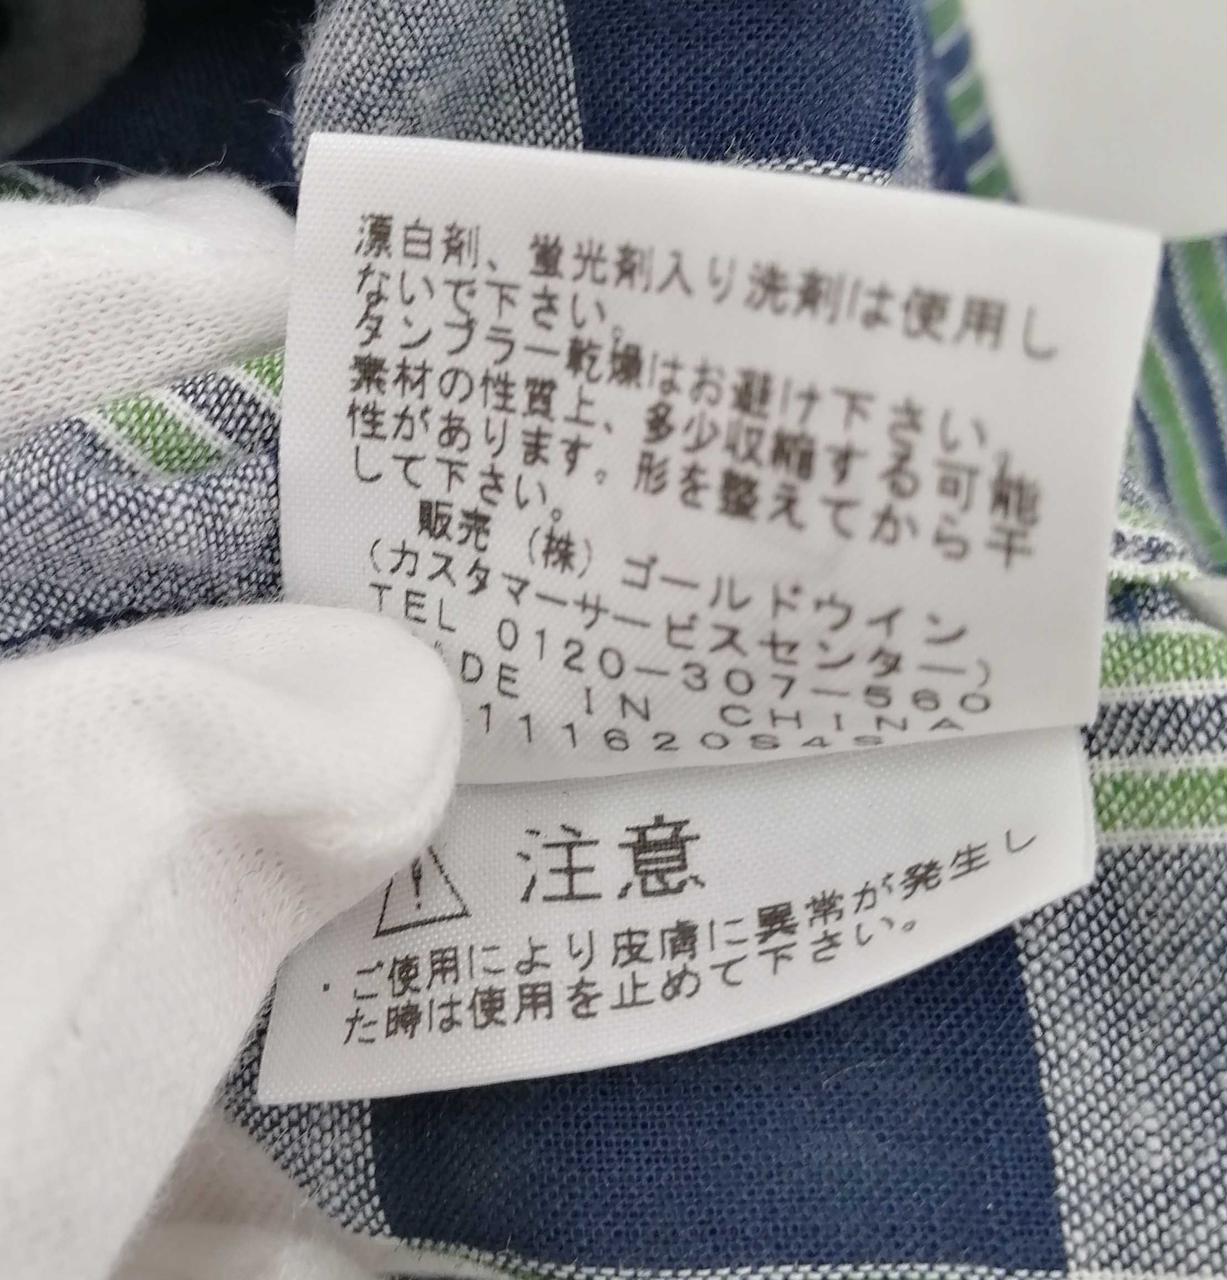 漂白剤、蛍光剤入り洗剤は使用し
ないで下さい。
タンブラー乾燥はお避け下さい。
素材の性質上、多少収縮する可能
性があります。形を整えてから干
して下さい。
販売 (株) ゴールドウイン
(カスタマーサービスセンター)
TEL 0120-307-560
ADE IN CHINA
注意
・ご使用により皮膚に異常が発生し
た時は使用を止めて下さい。